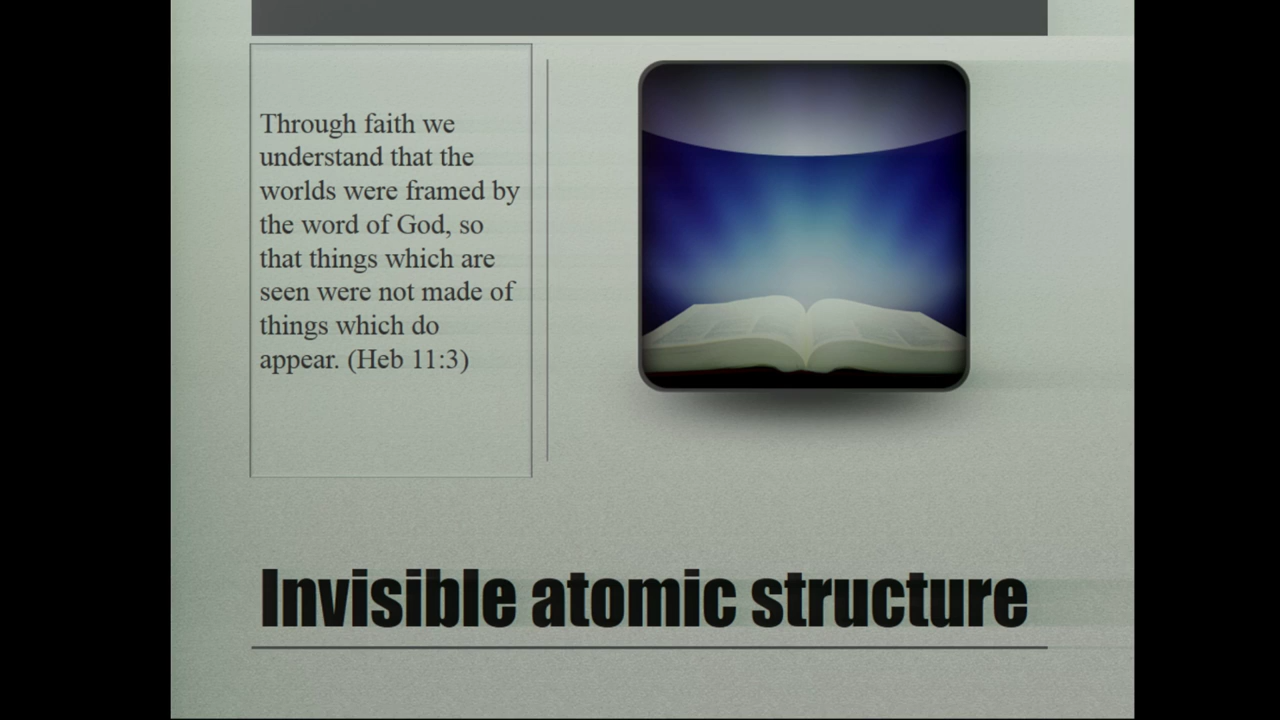 Through faith we
understand that the
worlds were framed by
the word of God, so
that things which are
seen were not made of
things which do
appear. (Heb 11:3)
Invisible atomic structure